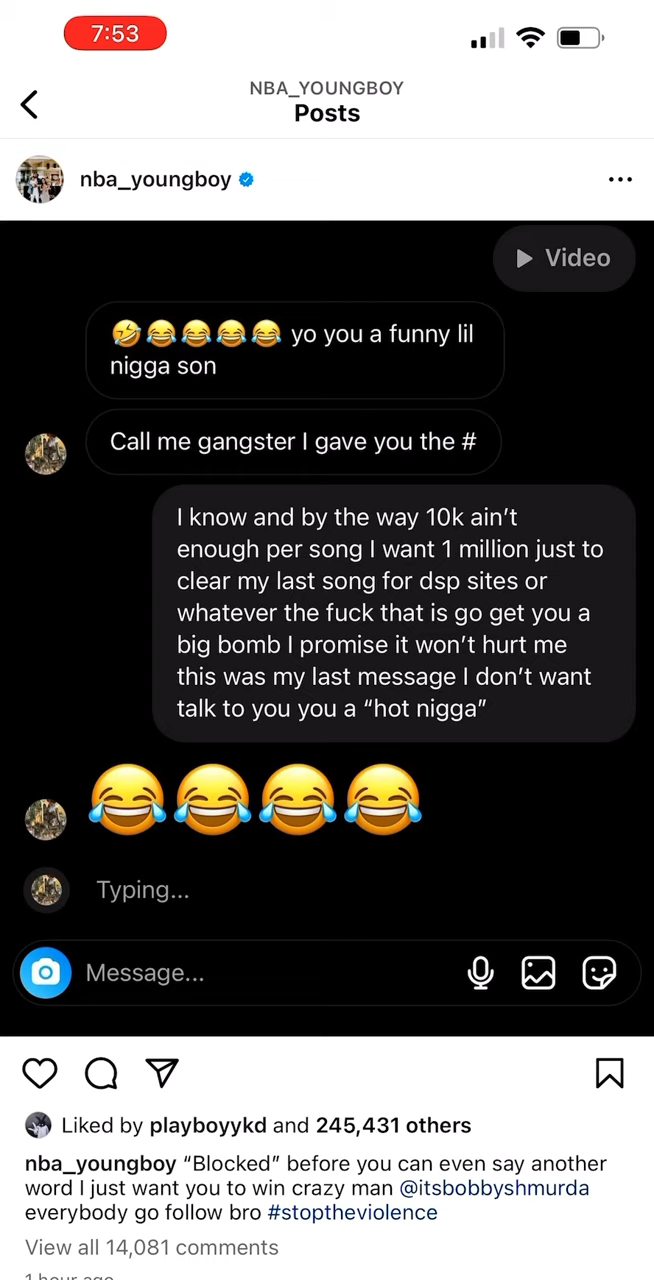 7:53
NBA_YOUNGBOY
Posts
nba_youngboy
Video
🤣😂😂😂😂 yo you a funny lil
nigga son
Call me gangster I gave you the #
I know and by the way 10k ain’t
enough per song I want 1 million just to
clear my last song for dsp sites or
whatever the fuck that is go get you a
big bomb I promise it won’t hurt me
this was my last message I don’t want
talk to you you a “hot nigga”
😂😂😂😂
Typing...
Message...
Liked by playboyykd and 245,431 others
nba_youngboy “Blocked” before you can even say another
word I just want you to win crazy man @itsbobbyshmurda
everybody go follow bro #stoptheviolence
View all 14,081 comments
1 hour ago